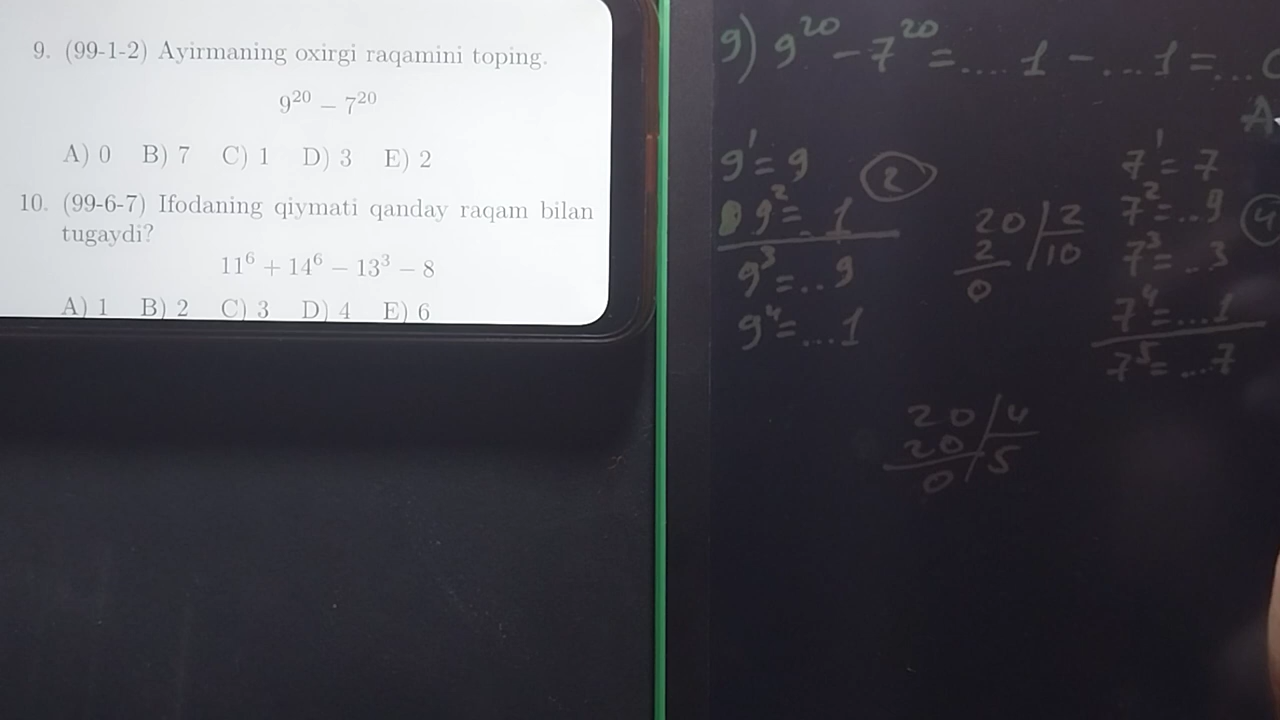 9. (99-1-2) Ayirmaning oxirgi raqamini toping.
9^20 − 7^20
A) 0 B) 7 C) 1 D) 3 E) 2
10. (99-6-7) Ifodaning qiymati qanday raqam bilan
tugaydi?
11^6 + 14^6 − 13^3 − 8
A) 1 B) 2 C) 3 D) 4 E) 6
9) 9^20 − 7^20 = ....1 − ...1 = ...0
A
9^1 = 9
9^2 = 1
9^3 = ..9
9^4 = ...1
2
20 / 2
2 / 10
0
7^1 = 7
7^2 = ..9
7^3 = ..3
7^4 = ....1
7^5 = ...7
4
20 / 4
20 / 5
0